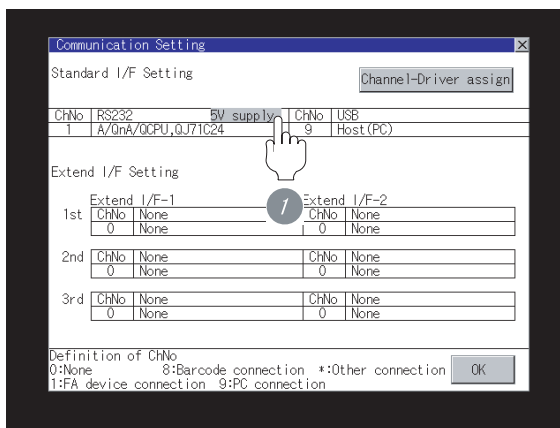 Communication Setting
Standard I/F Setting
Channel-Driver assign
ChNo RS232 5V supply ChNo USB
1 A/QnA/QCPU,QJ71C24 9 Host(PC)
Extend I/F Setting
1
Extend I/F-1 Extend I/F-2
1st ChNo None ChNo None
0 None 0 None
2nd ChNo None ChNo None
0 None 0 None
3rd ChNo None ChNo None
0 None 0 None
Definition of ChNo
0:None 8:Barcode connection *:Other connection OK
1:FA device connection 9:PC connection